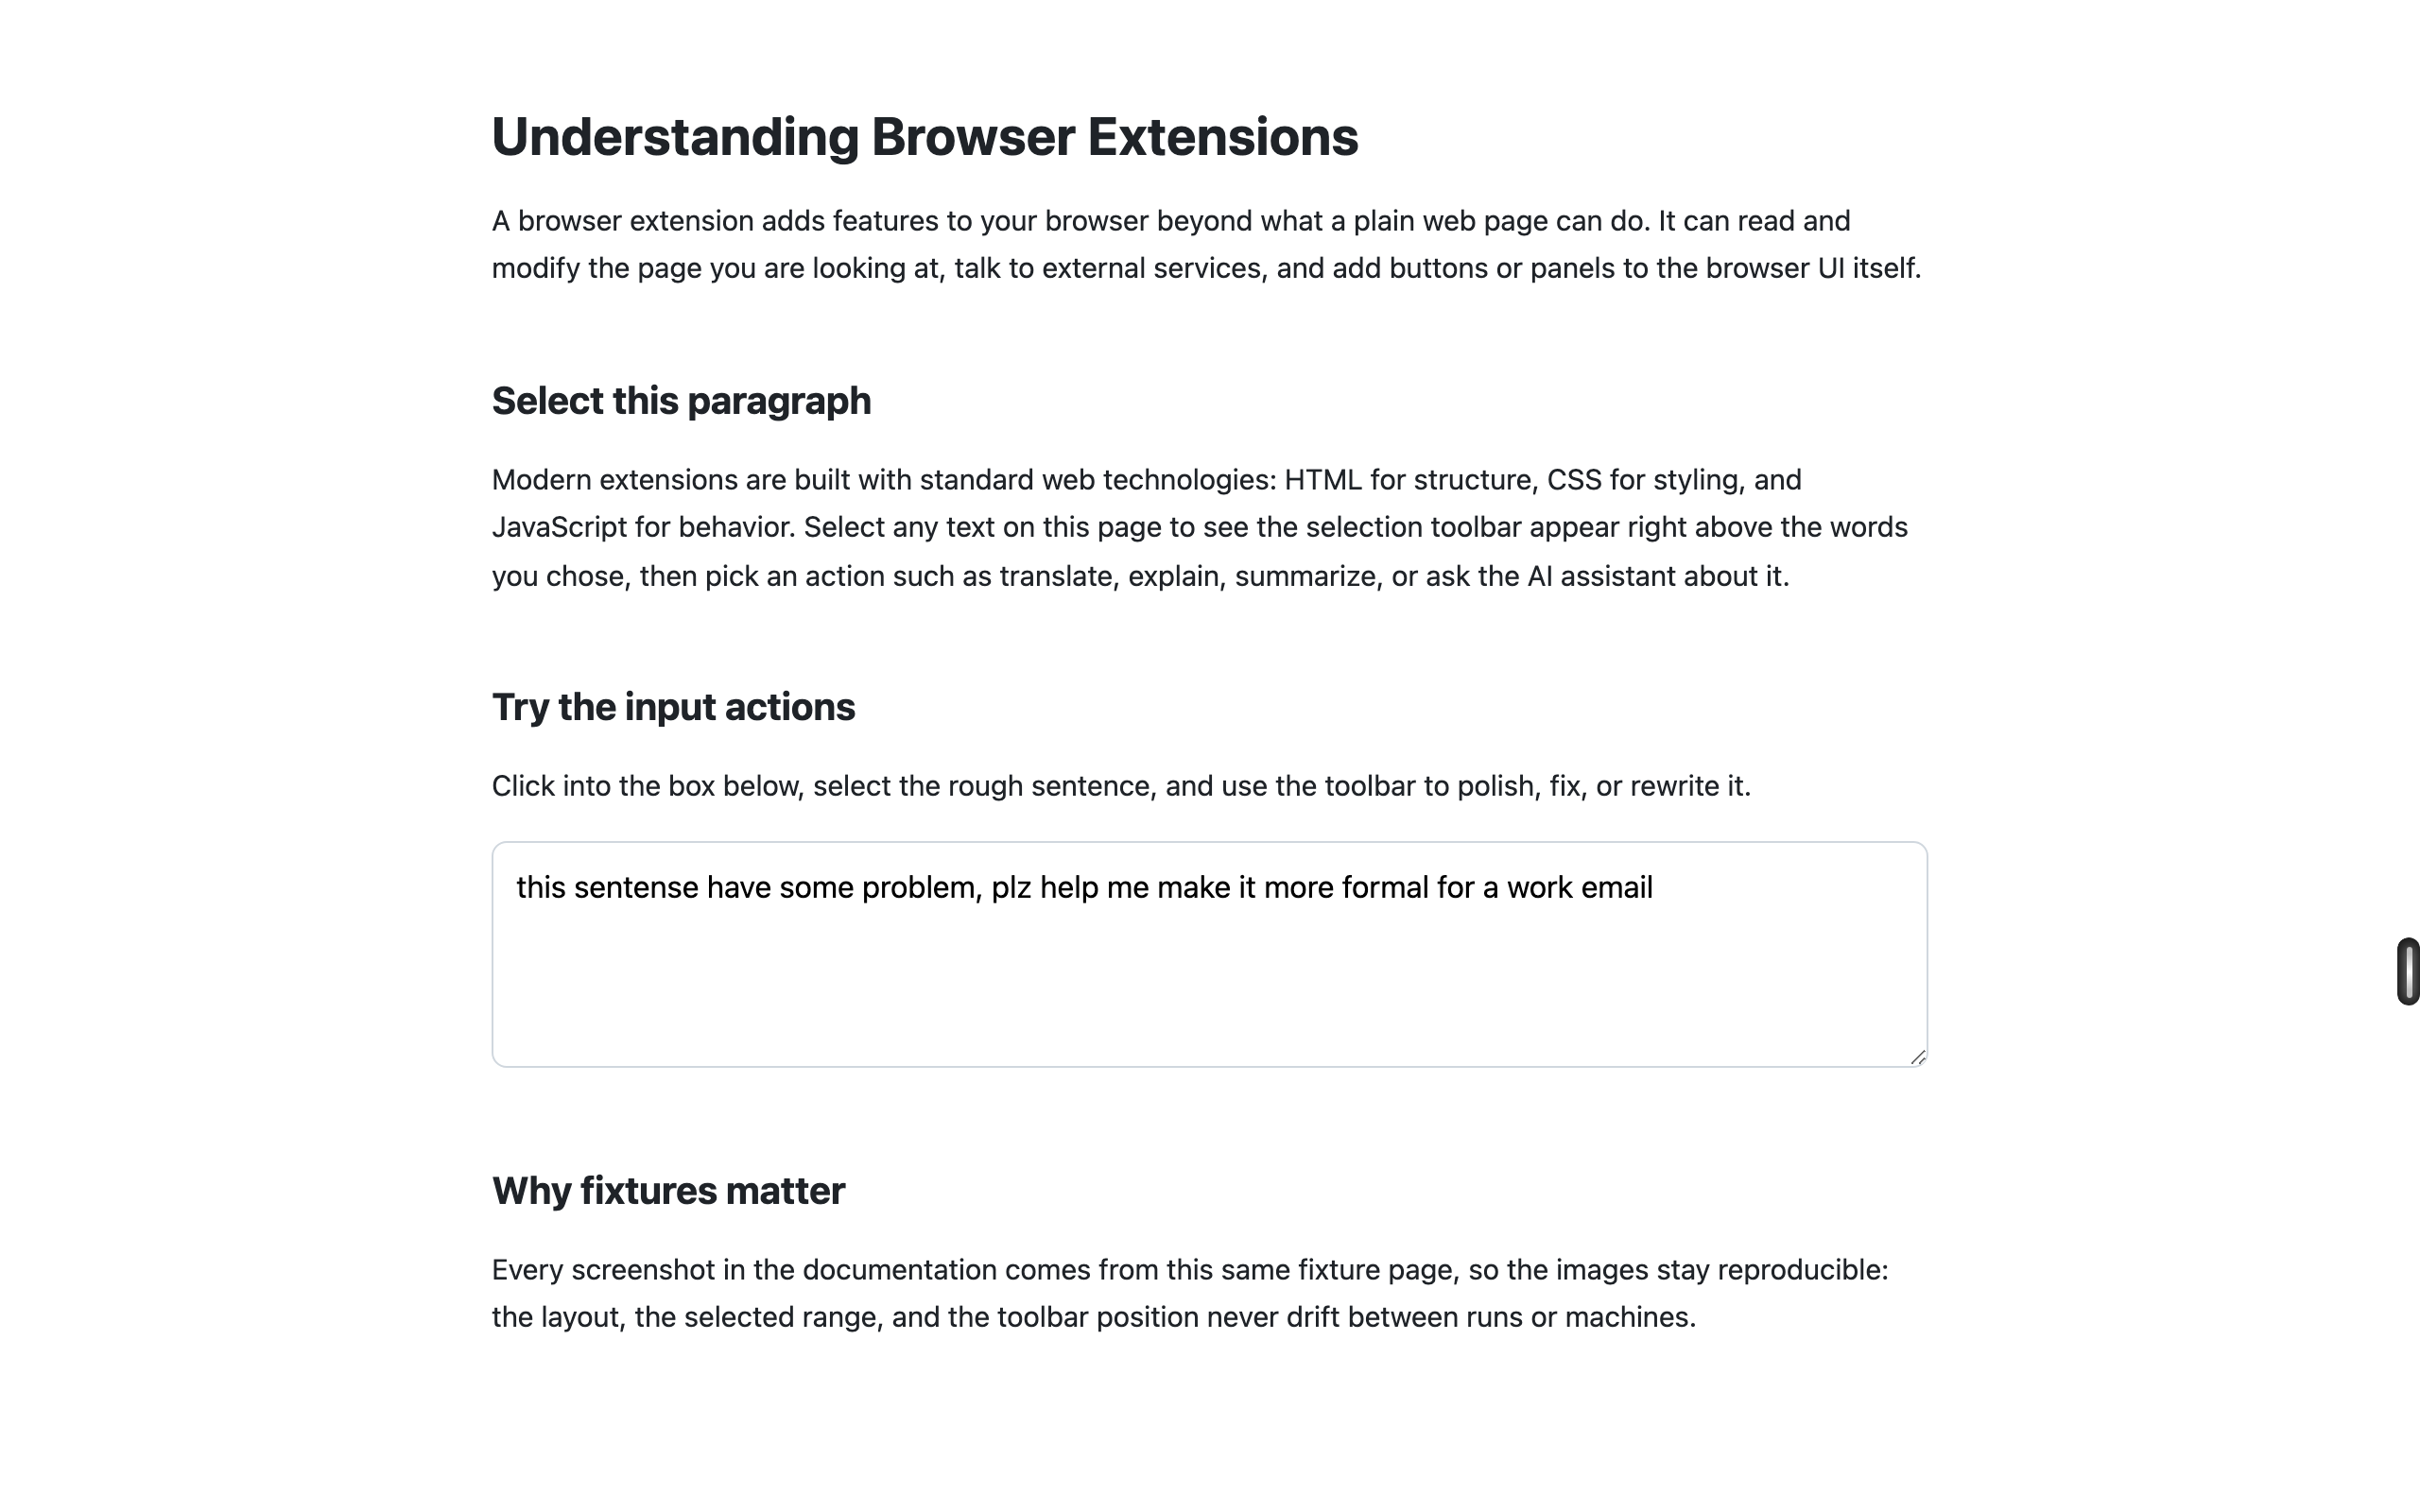 Understanding Browser Extensions
A browser extension adds features to your browser beyond what a plain web page can do. It can read and
modify the page you are looking at, talk to external services, and add buttons or panels to the browser UI itself.
Select this paragraph
Modern extensions are built with standard web technologies: HTML for structure, CSS for styling, and
JavaScript for behavior. Select any text on this page to see the selection toolbar appear right above the words
you chose, then pick an action such as translate, explain, summarize, or ask the AI assistant about it.
Try the input actions
Click into the box below, select the rough sentence, and use the toolbar to polish, fix, or rewrite it.
this sentense have some problem, plz help me make it more formal for a work email
Why fixtures matter
Every screenshot in the documentation comes from this same fixture page, so the images stay reproducible:
the layout, the selected range, and the toolbar position never drift between runs or machines.